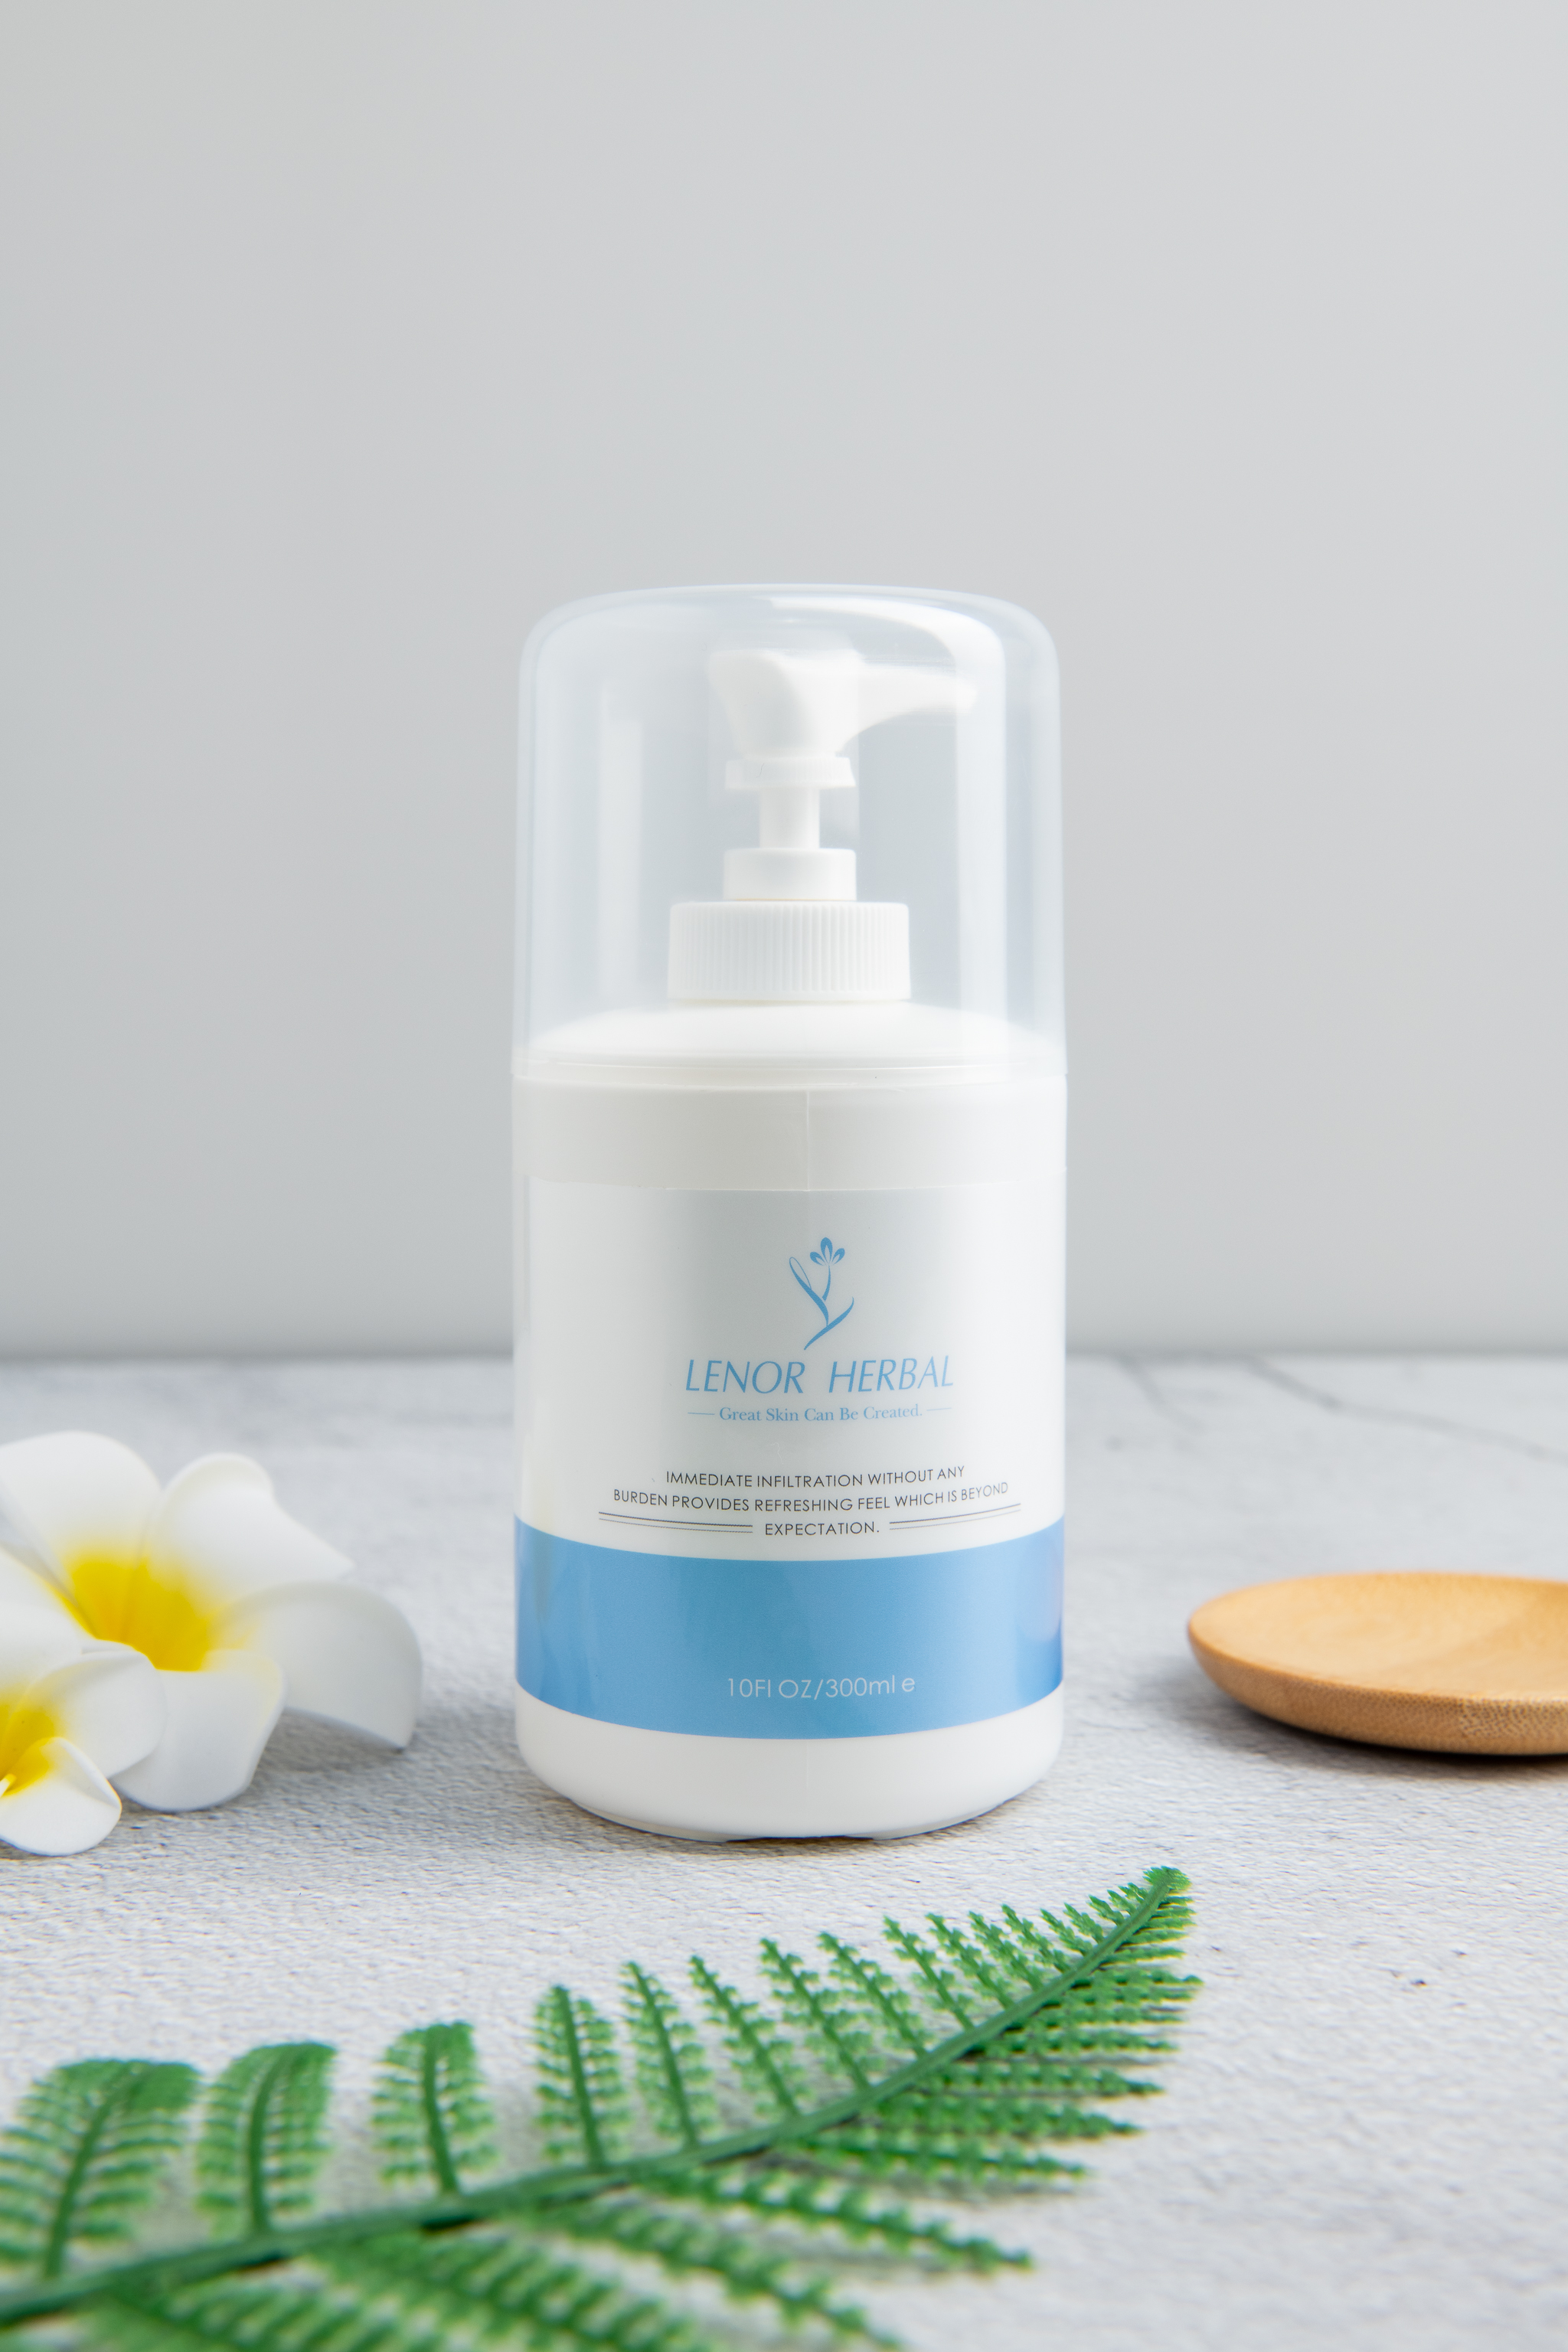 LENOR HERBAL
Great Skin Can Be Created.
IMMEDIATE INFILTRATION WITHOUT ANY
BURDEN PROVIDES REFRESHING FEEL WHICH IS BEYOND
EXPECTATION.
10Fl OZ/300ml e